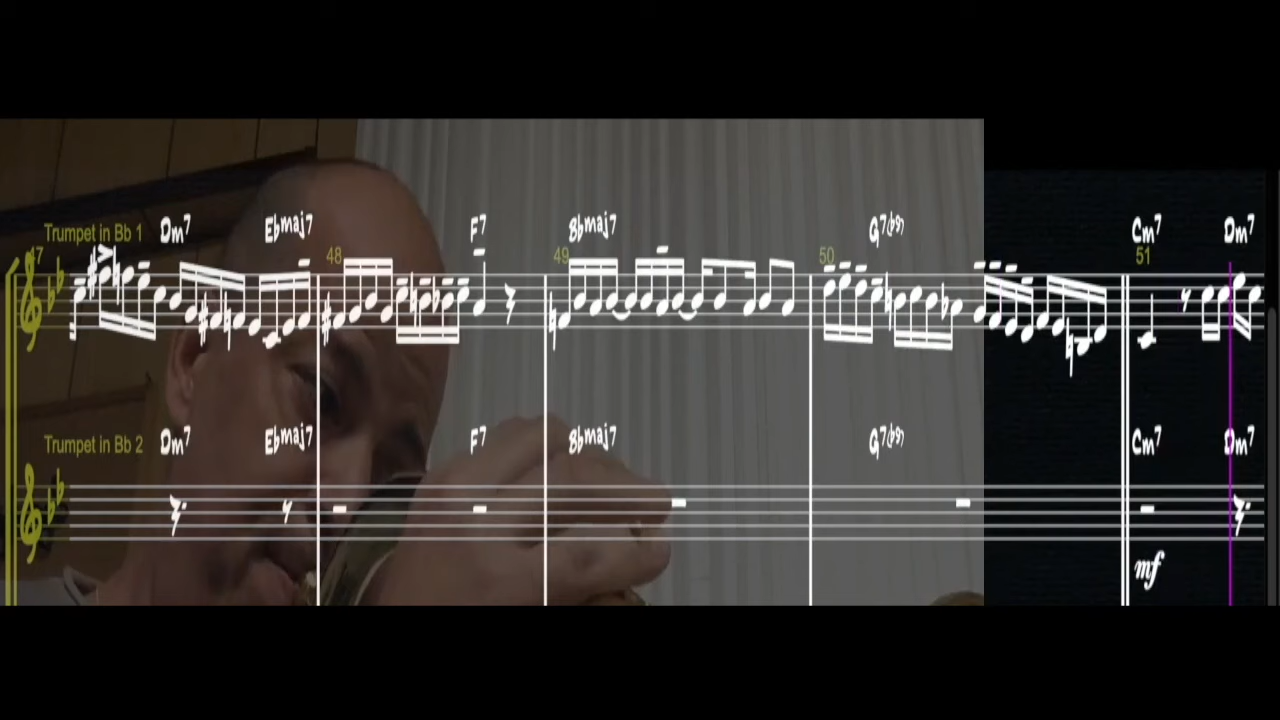 Trumpet in Bb 1 Dm7 Ebmaj7 F7 Bbmaj7 G7(b9) Cm7 Dm7
47 48 49 50 51
Trumpet in Bb 2 Dm7 Ebmaj7 F7 Bbmaj7 G7(b9) Cm7 Dm7
mf